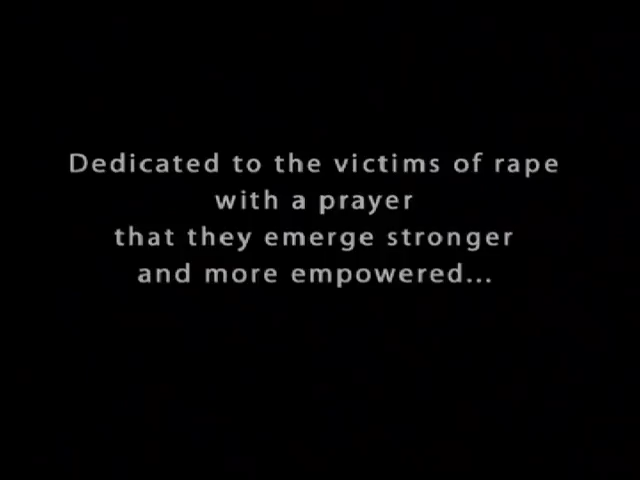 Dedicated to the victims of rape
with a prayer
that they emerge stronger
and more empowered...